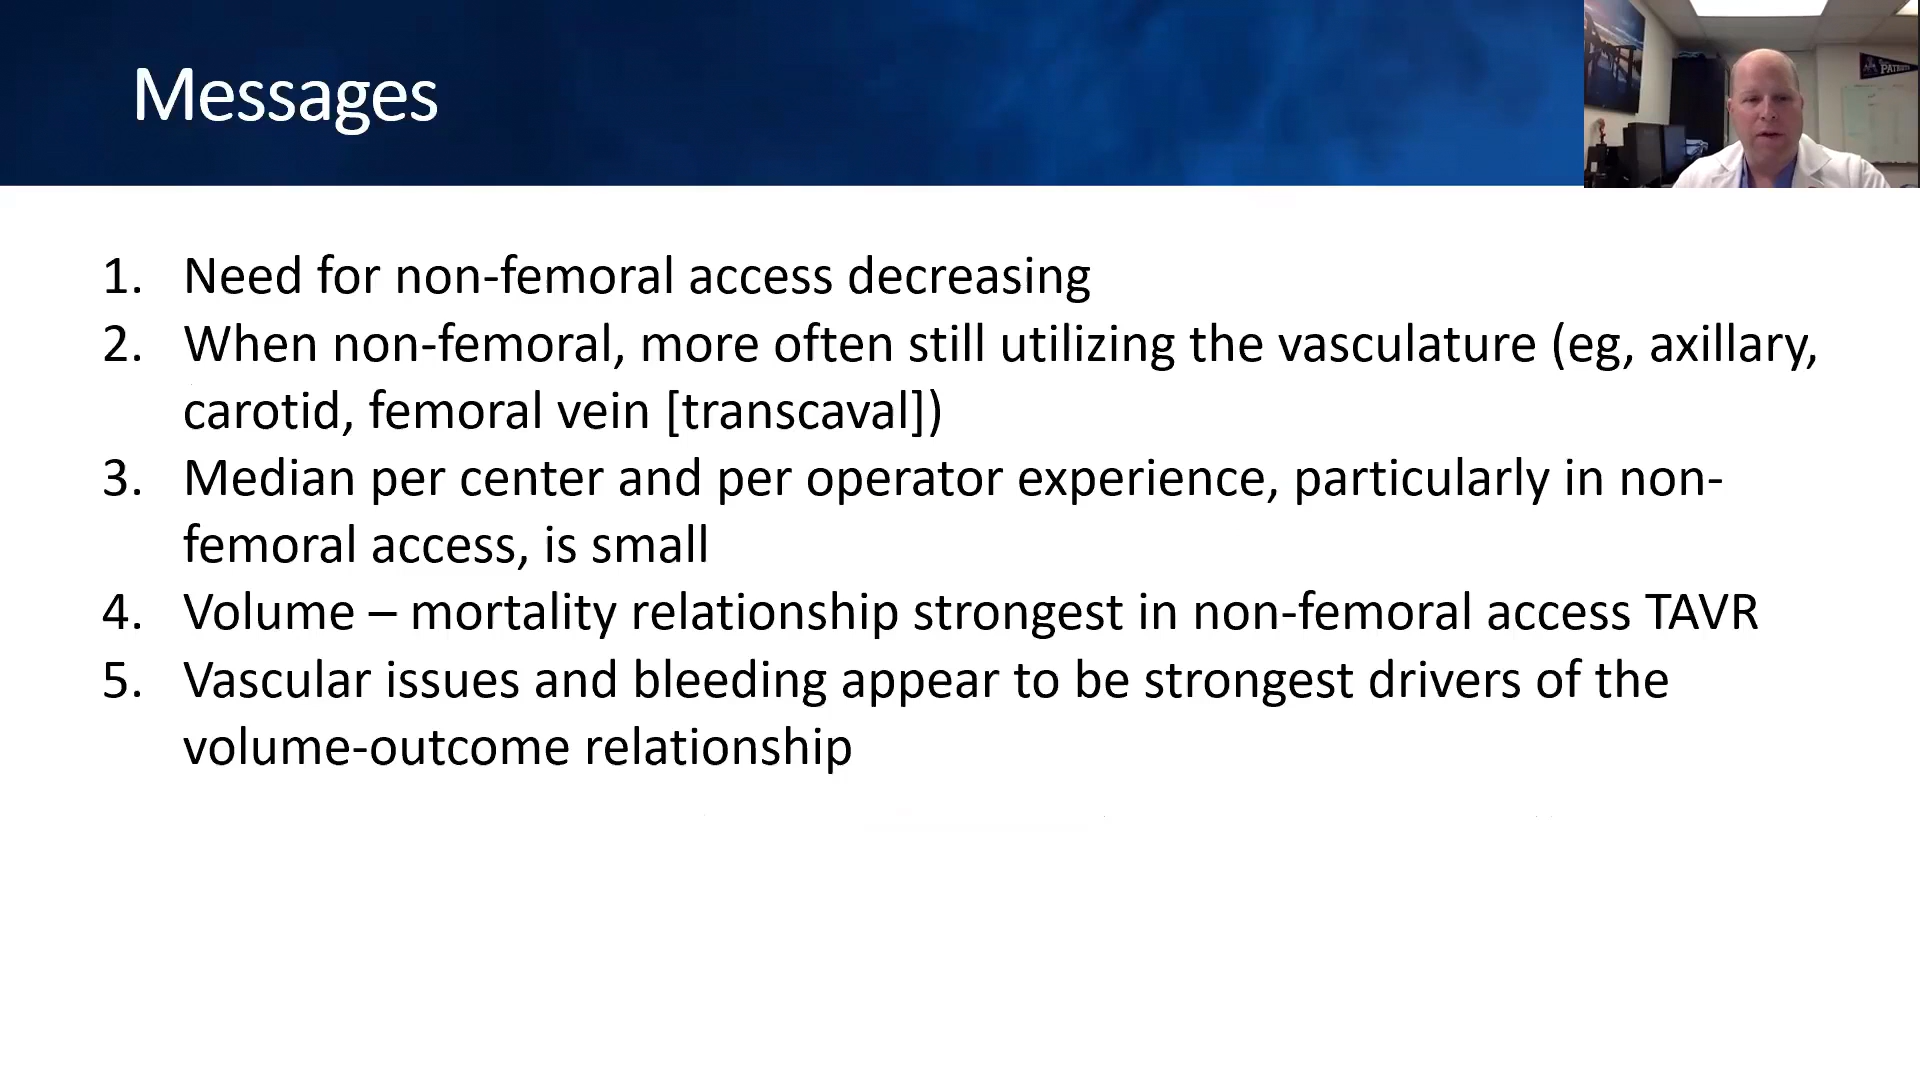 Messages
PATRIOTS
1. Need for non-femoral access decreasing
2. When non-femoral, more often still utilizing the vasculature (eg, axillary,
carotid, femoral vein [transcaval])
3. Median per center and per operator experience, particularly in non-
femoral access, is small
4. Volume – mortality relationship strongest in non-femoral access TAVR
5. Vascular issues and bleeding appear to be strongest drivers of the
volume-outcome relationship